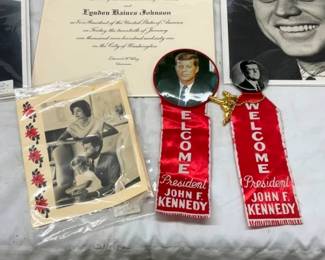 Lyndon Baines Johnson
as Vice President of the United States of America
on Friday the twentieth of January
one thousand nine hundred and sixty one
in the City of Washington
Chairman
WELCOME
President
JOHN F.
KENNEDY
WELCOME
President
JOHN F.
KENNEDY